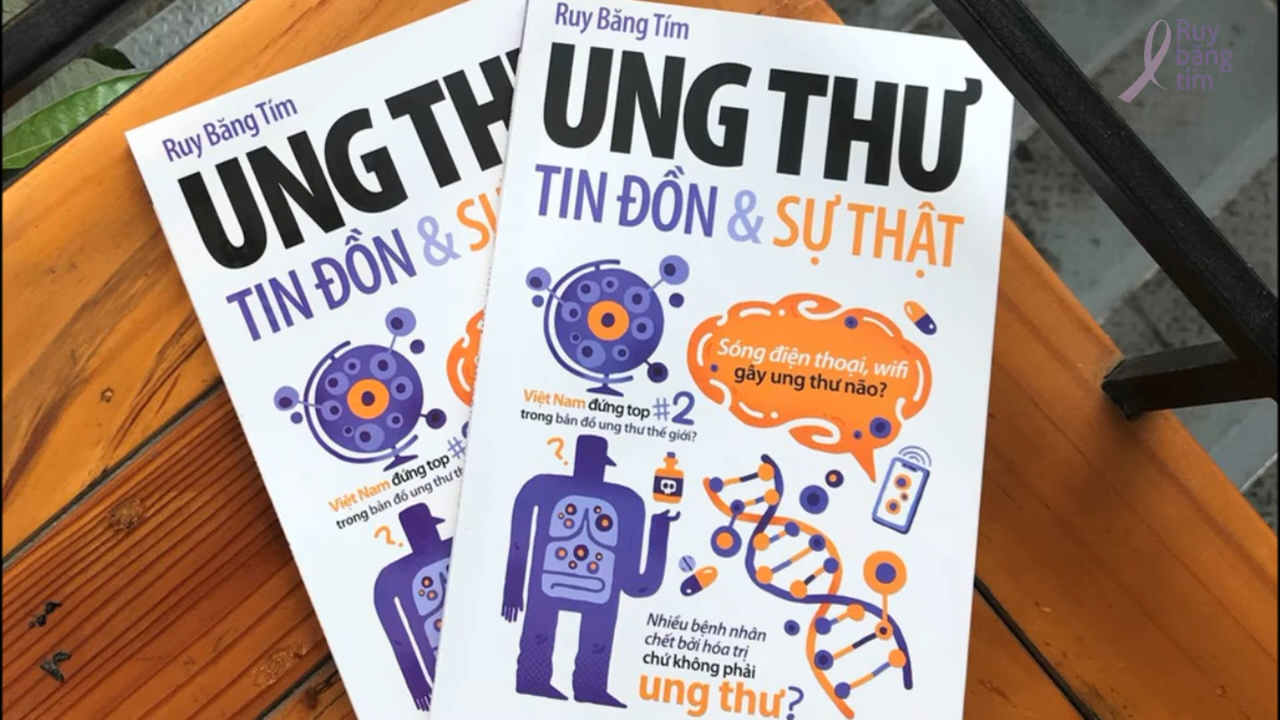 Ruy Băng Tím
UNG THƯ
TIN ĐỒN & SỰ THẬT
Việt Nam đứng top #2
trong bản đồ ung thư thế giới?
Sóng điện thoại, wifi
gây ung thư não?
Nhiều bệnh nhân
chết bởi hóa trị
chứ không phải
ung thư?
Ruy Băng Tím
UNG TH
TIN ĐỒN & SỰ
Việt Nam đứng top #
trong bản đồ ung thư th
Ruy
băng
tím